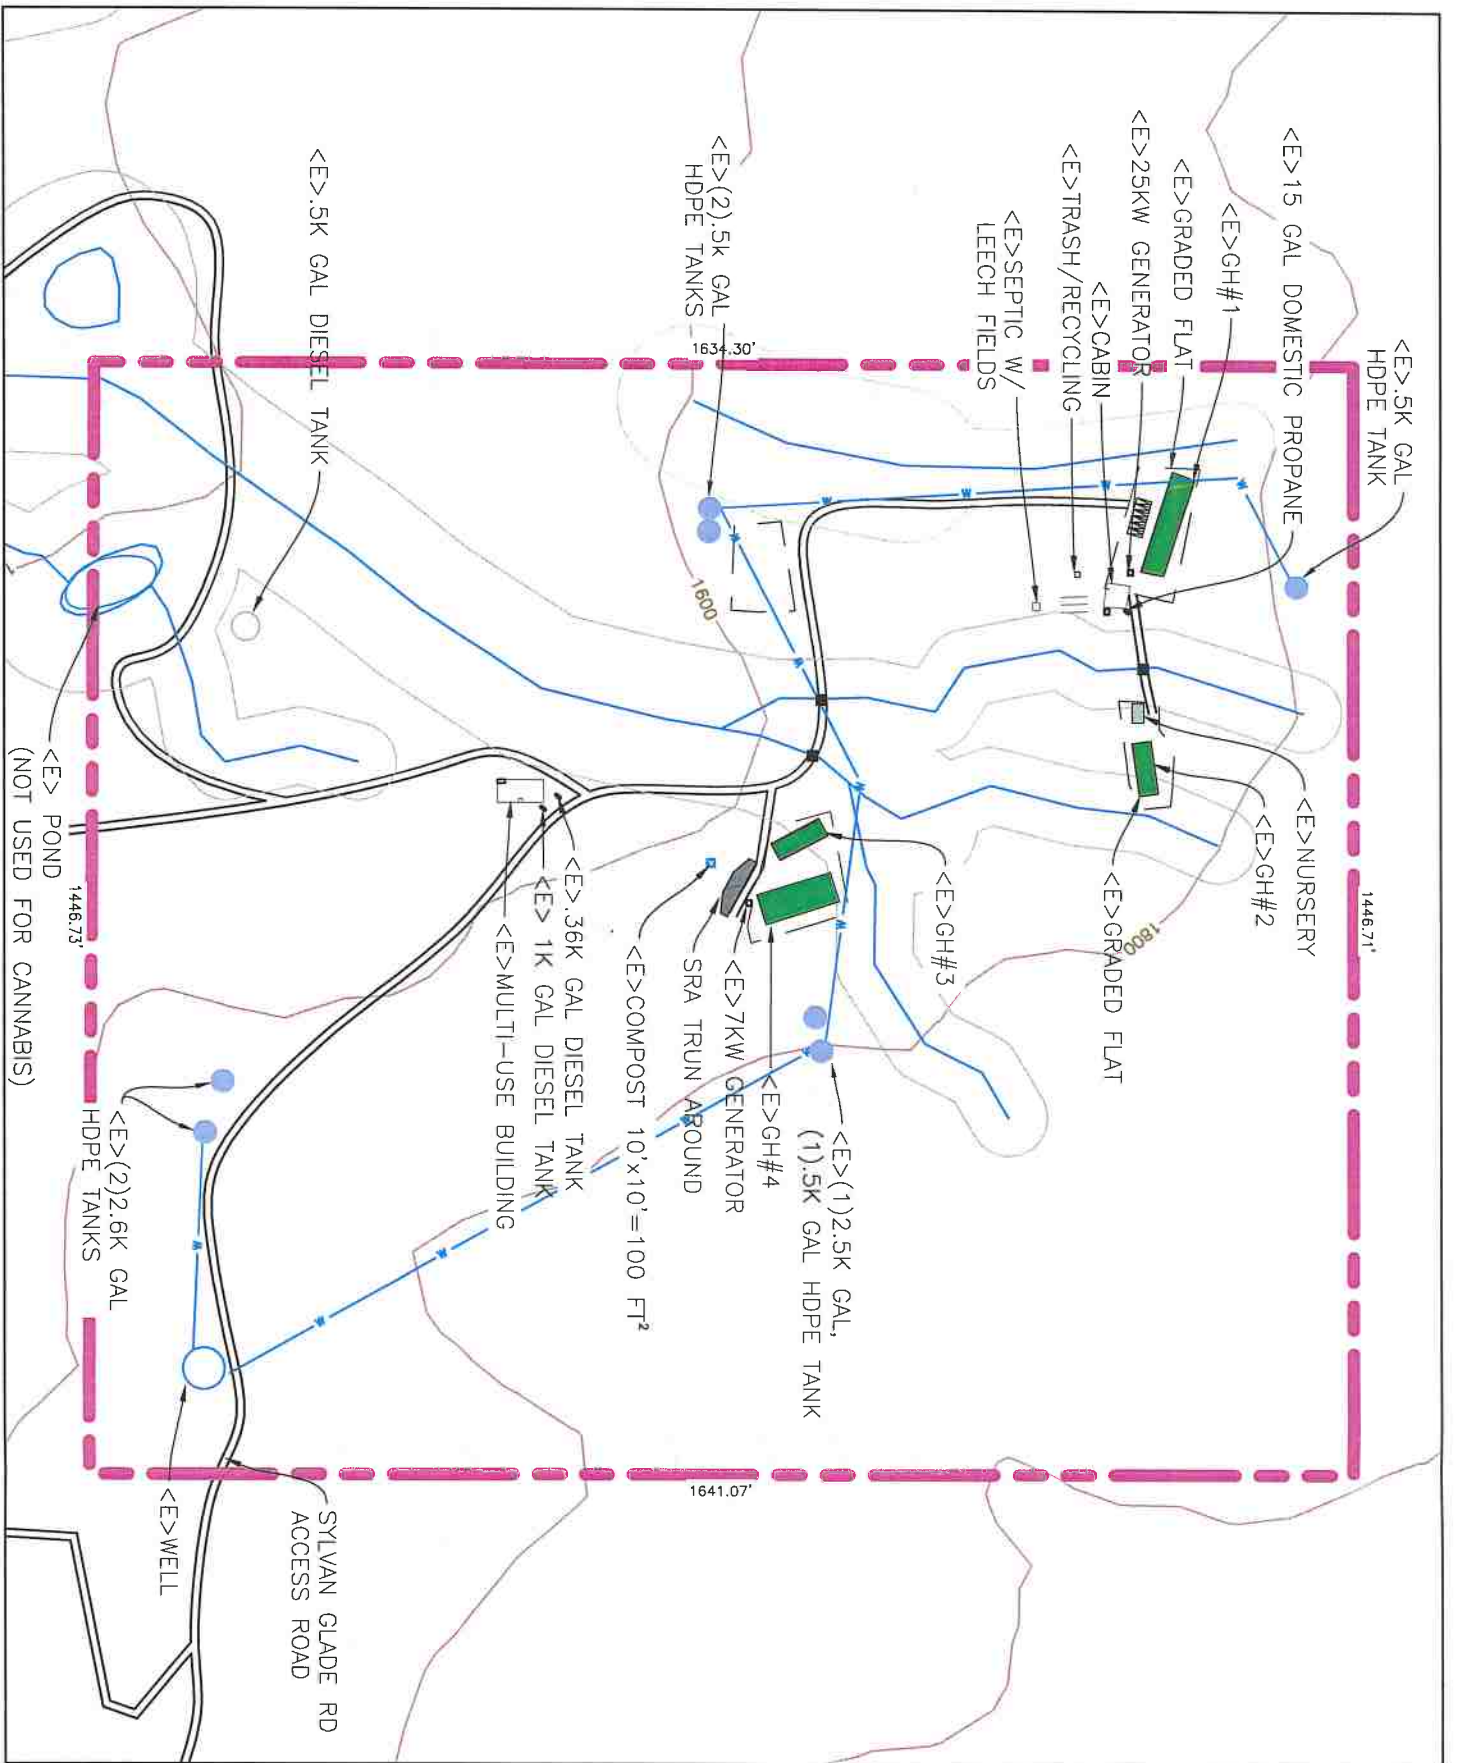 <E>.5K GAL
HDPE TANK
<E>15 GAL DOMESTIC PROPANE
<E>GH#1
<E>GRADED FLAT
<E>25KW GENERATOR
<E>CABIN
<E>TRASH/RECYCLING
<E>SEPTIC W/
LEECH FIELDS
<E>(2).5k GAL
HDPE TANKS
<E>.5K GAL DIESEL TANK
1634.30'
1446.71'
<E>NURSERY
<E>GH#2
<E>GRADED FLAT
1800
1600
<E>GH#3
<E>(1)2.5K GAL,
(1).5K GAL HDPE TANK
<E>GH#4
<E>7KW GENERATOR
SRA TRUN AROUND
<E>COMPOST 10'x10'=100 FT²
<E>.36K GAL DIESEL TANK
<E> 1K GAL DIESEL TANK
<E>MULTI-USE BUILDING
<E> POND
(NOT USED FOR CANNABIS)
1446.73'
<E>(2)2.6K GAL
HDPE TANKS
1641.07'
SYLVAN GLADE RD
ACCESS ROAD
<E>WELL
W
W
W
W
W
W
W
W
W
W
W
W
W